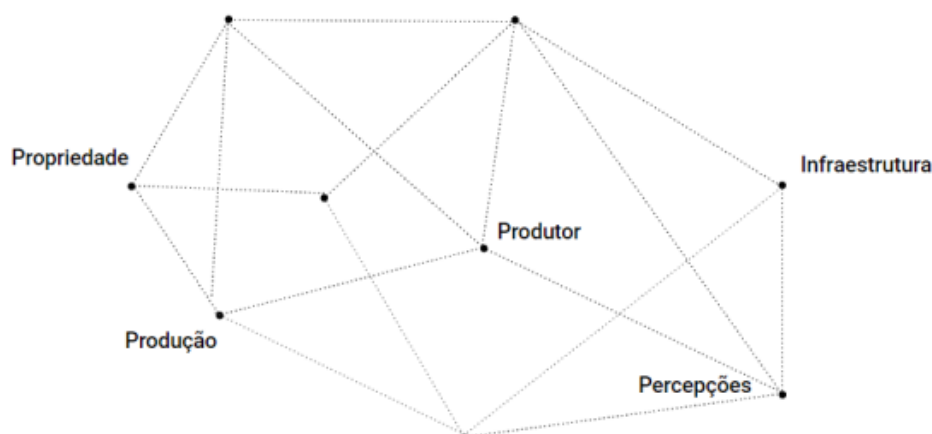 Propriedade
Infraestrutura
Produtor
Produção
Percepções